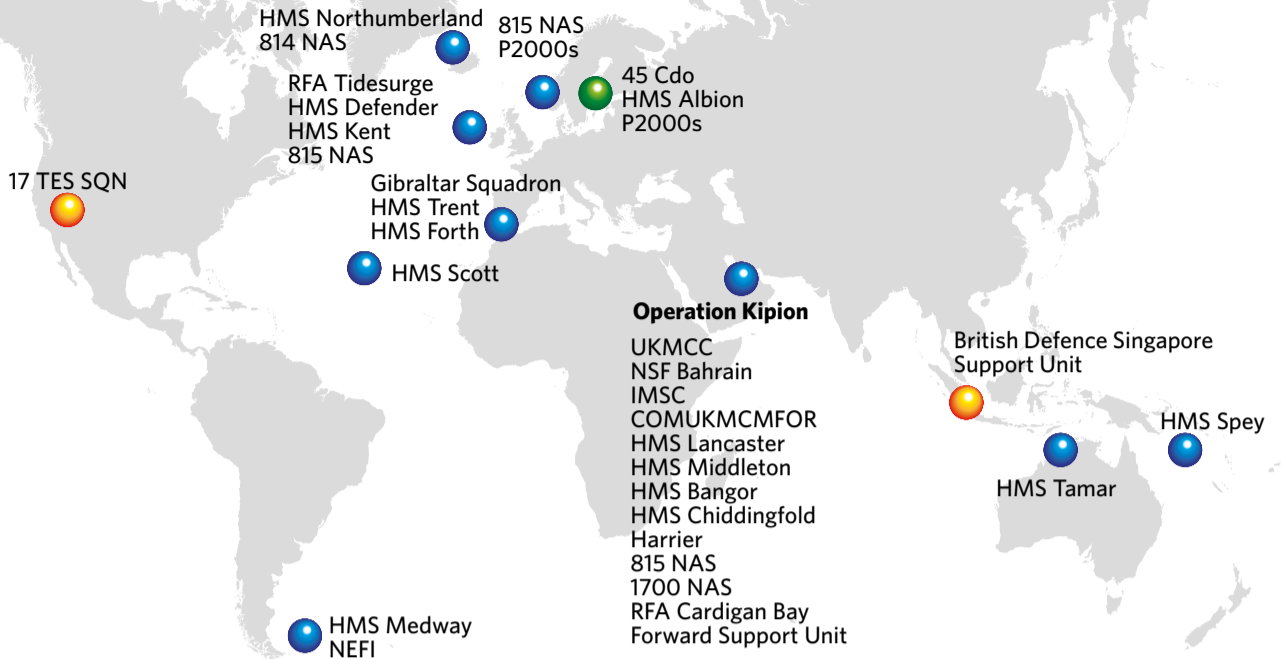 HMS Northumberland
814 NAS
815 NAS
P2000s
RFA Tidesurge
HMS Defender
HMS Kent
815 NAS
45 Cdo
HMS Albion
P2000s
17 TES SQN
Gibraltar Squadron
HMS Trent
HMS Forth
HMS Scott
Operation Kipion
UKMCC
NSF Bahrain
IMSC
COMUKMCMFOR
HMS Lancaster
HMS Middleton
HMS Bangor
HMS Chiddingfold
Harrier
815 NAS
1700 NAS
RFA Cardigan Bay
Forward Support Unit
British Defence Singapore
Support Unit
HMS Spey
HMS Tamar
HMS Medway
NEFI